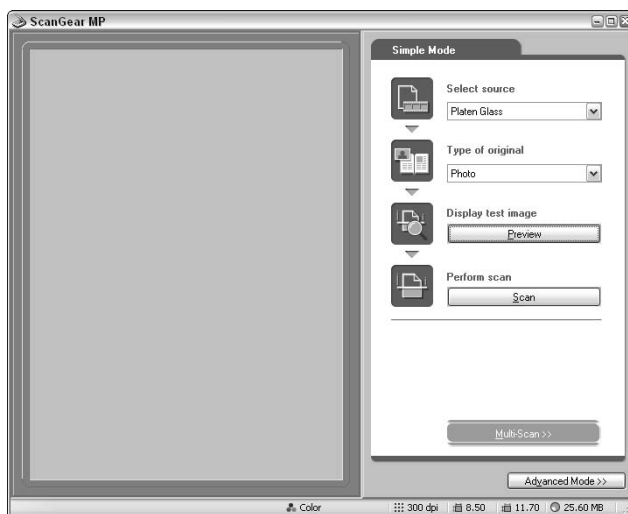 ScanGear MP
Simple Mode
Select source
Platen Glass
Type of original
Photo
Display test image
Preview
Perform scan
Scan
Multi-Scan >>
Advanced Mode >>
Color 300 dpi 8.50 11.70 25.60 MB